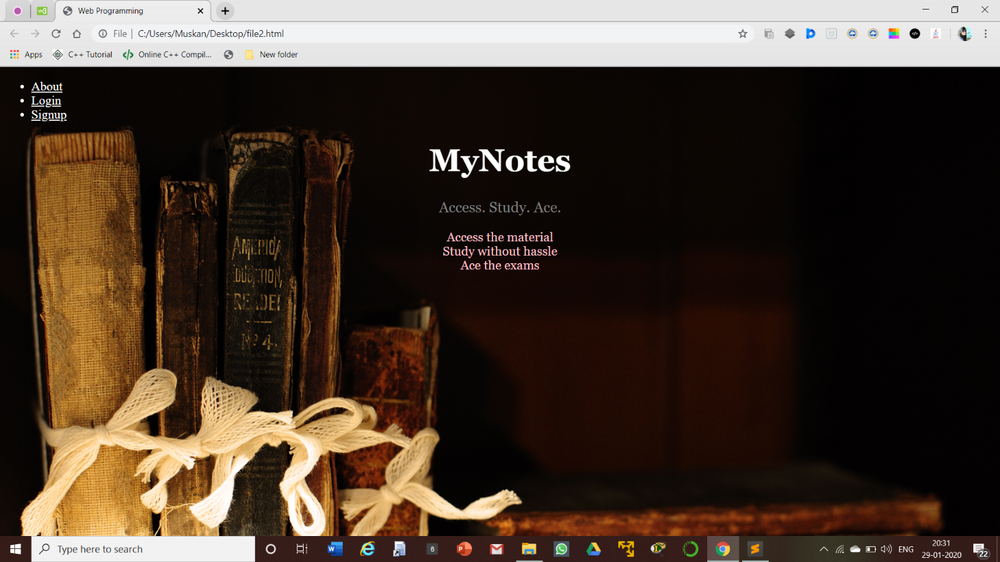 Web Programming
File | C:/Users/Muskan/Desktop/file2.html
Apps
C++ Tutorial
Online C++ Compil...
New folder
About
Login
Signup
MyNotes
Access. Study. Ace.
Access the material
Study without hassle
Ace the exams
READER
Nº 4.
Type here to search
6
ENG
20:31
29-01-2020
22